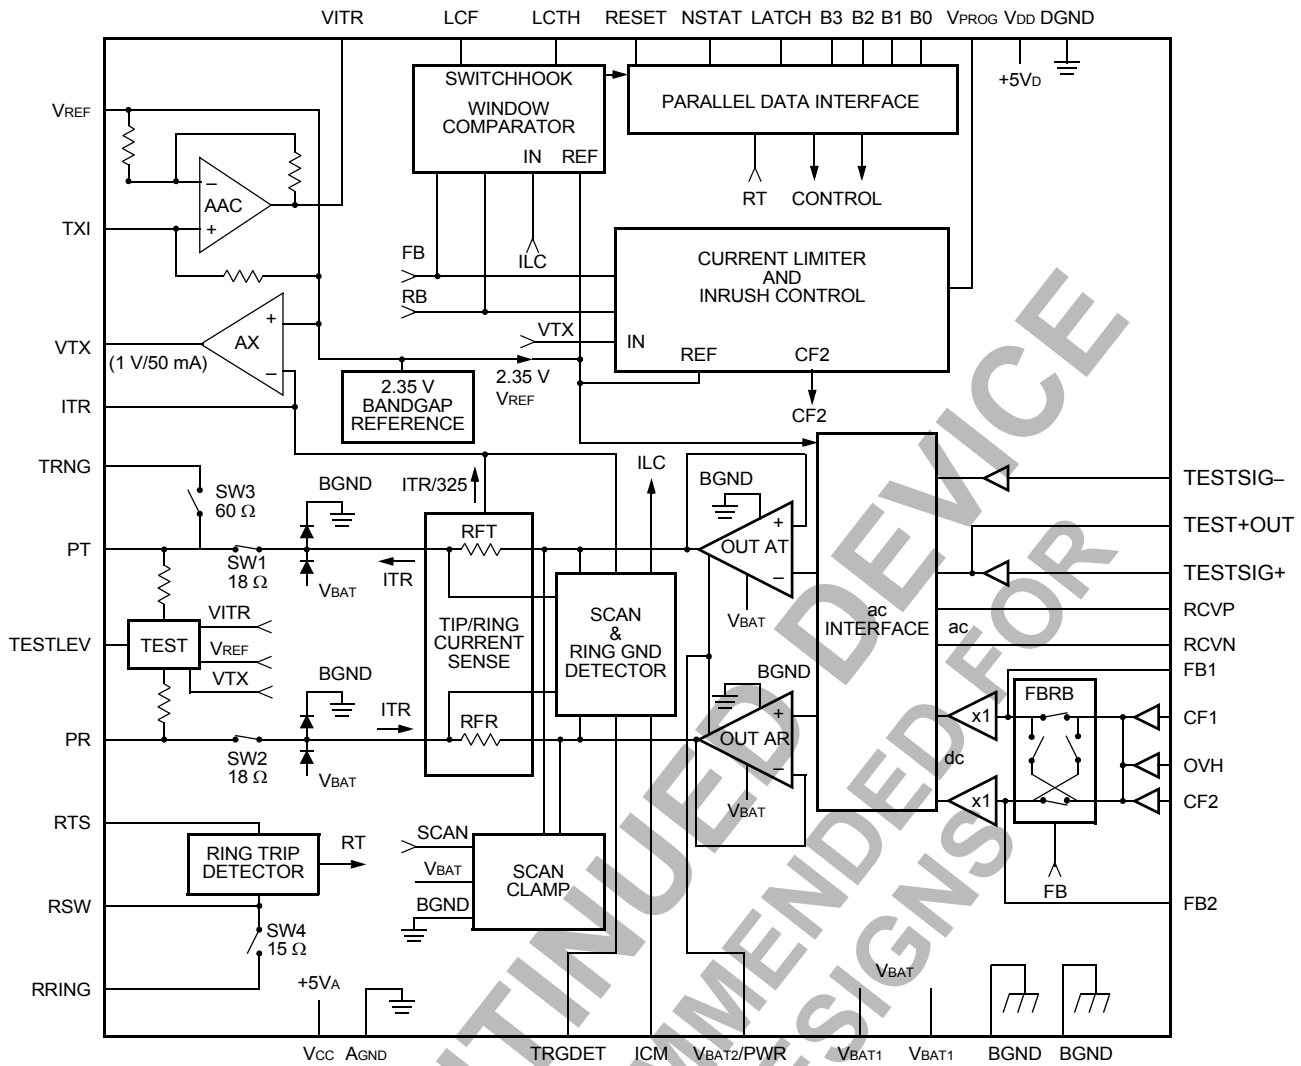 VITR LCF LCTH RESET NSTAT LATCH B3 B2 B1 B0 VPROG VDD DGND
+5VD
SWITCHHOOK
WINDOW
COMPARATOR
IN REF
PARALLEL DATA INTERFACE
RT CONTROL
VREF
AAC
−
+
TXI
FB
RB
ILC
VTX
CURRENT LIMITER
AND
INRUSH CONTROL
IN
REF CF2
CF2
AX
+
−
VTX
(1 V/50 mA)
ITR
2.35 V
BANDGAP
REFERENCE
2.35 V
VREF
TRNG
SW3
60 Ω
BGND
ITR/325
ILC
PT
SW1
18 Ω
VBAT
ITR
RFT
TIP/RING
CURRENT
SENSE
RFR
SCAN
&
RING GND
DETECTOR
BGND
+
OUT AT
−
VBAT
BGND
+
OUT AR
−
VBAT
ac
INTERFACE
ac
dc
TESTSIG–
TEST+OUT
TESTSIG+
RCVP
RCVN
FB1
FBRB
x1
CF1
OVH
x1
CF2
FB
FB2
TESTLEV
TEST
VITR
VREF
VTX
BGND
ITR
PR
SW2
18 Ω
VBAT
RTS
RING TRIP
DETECTOR
RT
RSW
SW4
15 Ω
RRING
SCAN
VBAT
BGND
SCAN
CLAMP
+5VA
VBAT
VCC AGND TRGDET ICM VBAT2/PWR VBAT1 VBAT1 BGND BGND
TINUED DEVICE
MMENDED FOR
ESIGNS